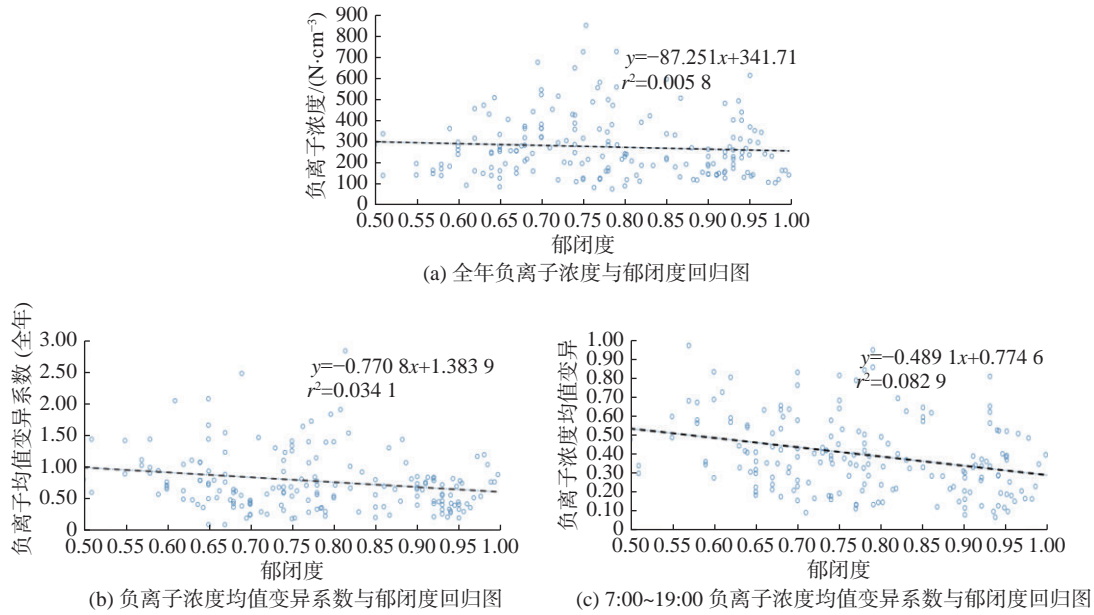 负离子浓度/(N·cm⁻³)
900
800
700
600
500
400
300
200
100
0
y=−87.251x+341.71
r²=0.005 8
0.50 0.55 0.60 0.65 0.70 0.75 0.80 0.85 0.90 0.95 1.00
郁闭度
(a) 全年负离子浓度与郁闭度回归图
负离子均值变异系数 (全年)
3.00
2.50
2.00
1.50
1.00
0.50
0
y=−0.770 8x+1.383 9
r²=0.034 1
0.50 0.55 0.60 0.65 0.70 0.75 0.80 0.85 0.90 0.95 1.00
郁闭度
(b) 负离子浓度均值变异系数与郁闭度回归图
负离子浓度均值变异
1.00
0.90
0.80
0.70
0.60
0.50
0.40
0.30
0.20
0.10
0.00
y=−0.489 1x+0.774 6
r²=0.082 9
0.50 0.55 0.60 0.65 0.70 0.75 0.80 0.85 0.90 0.95 1.00
郁闭度
(c) 7:00~19:00 负离子浓度均值变异系数与郁闭度回归图